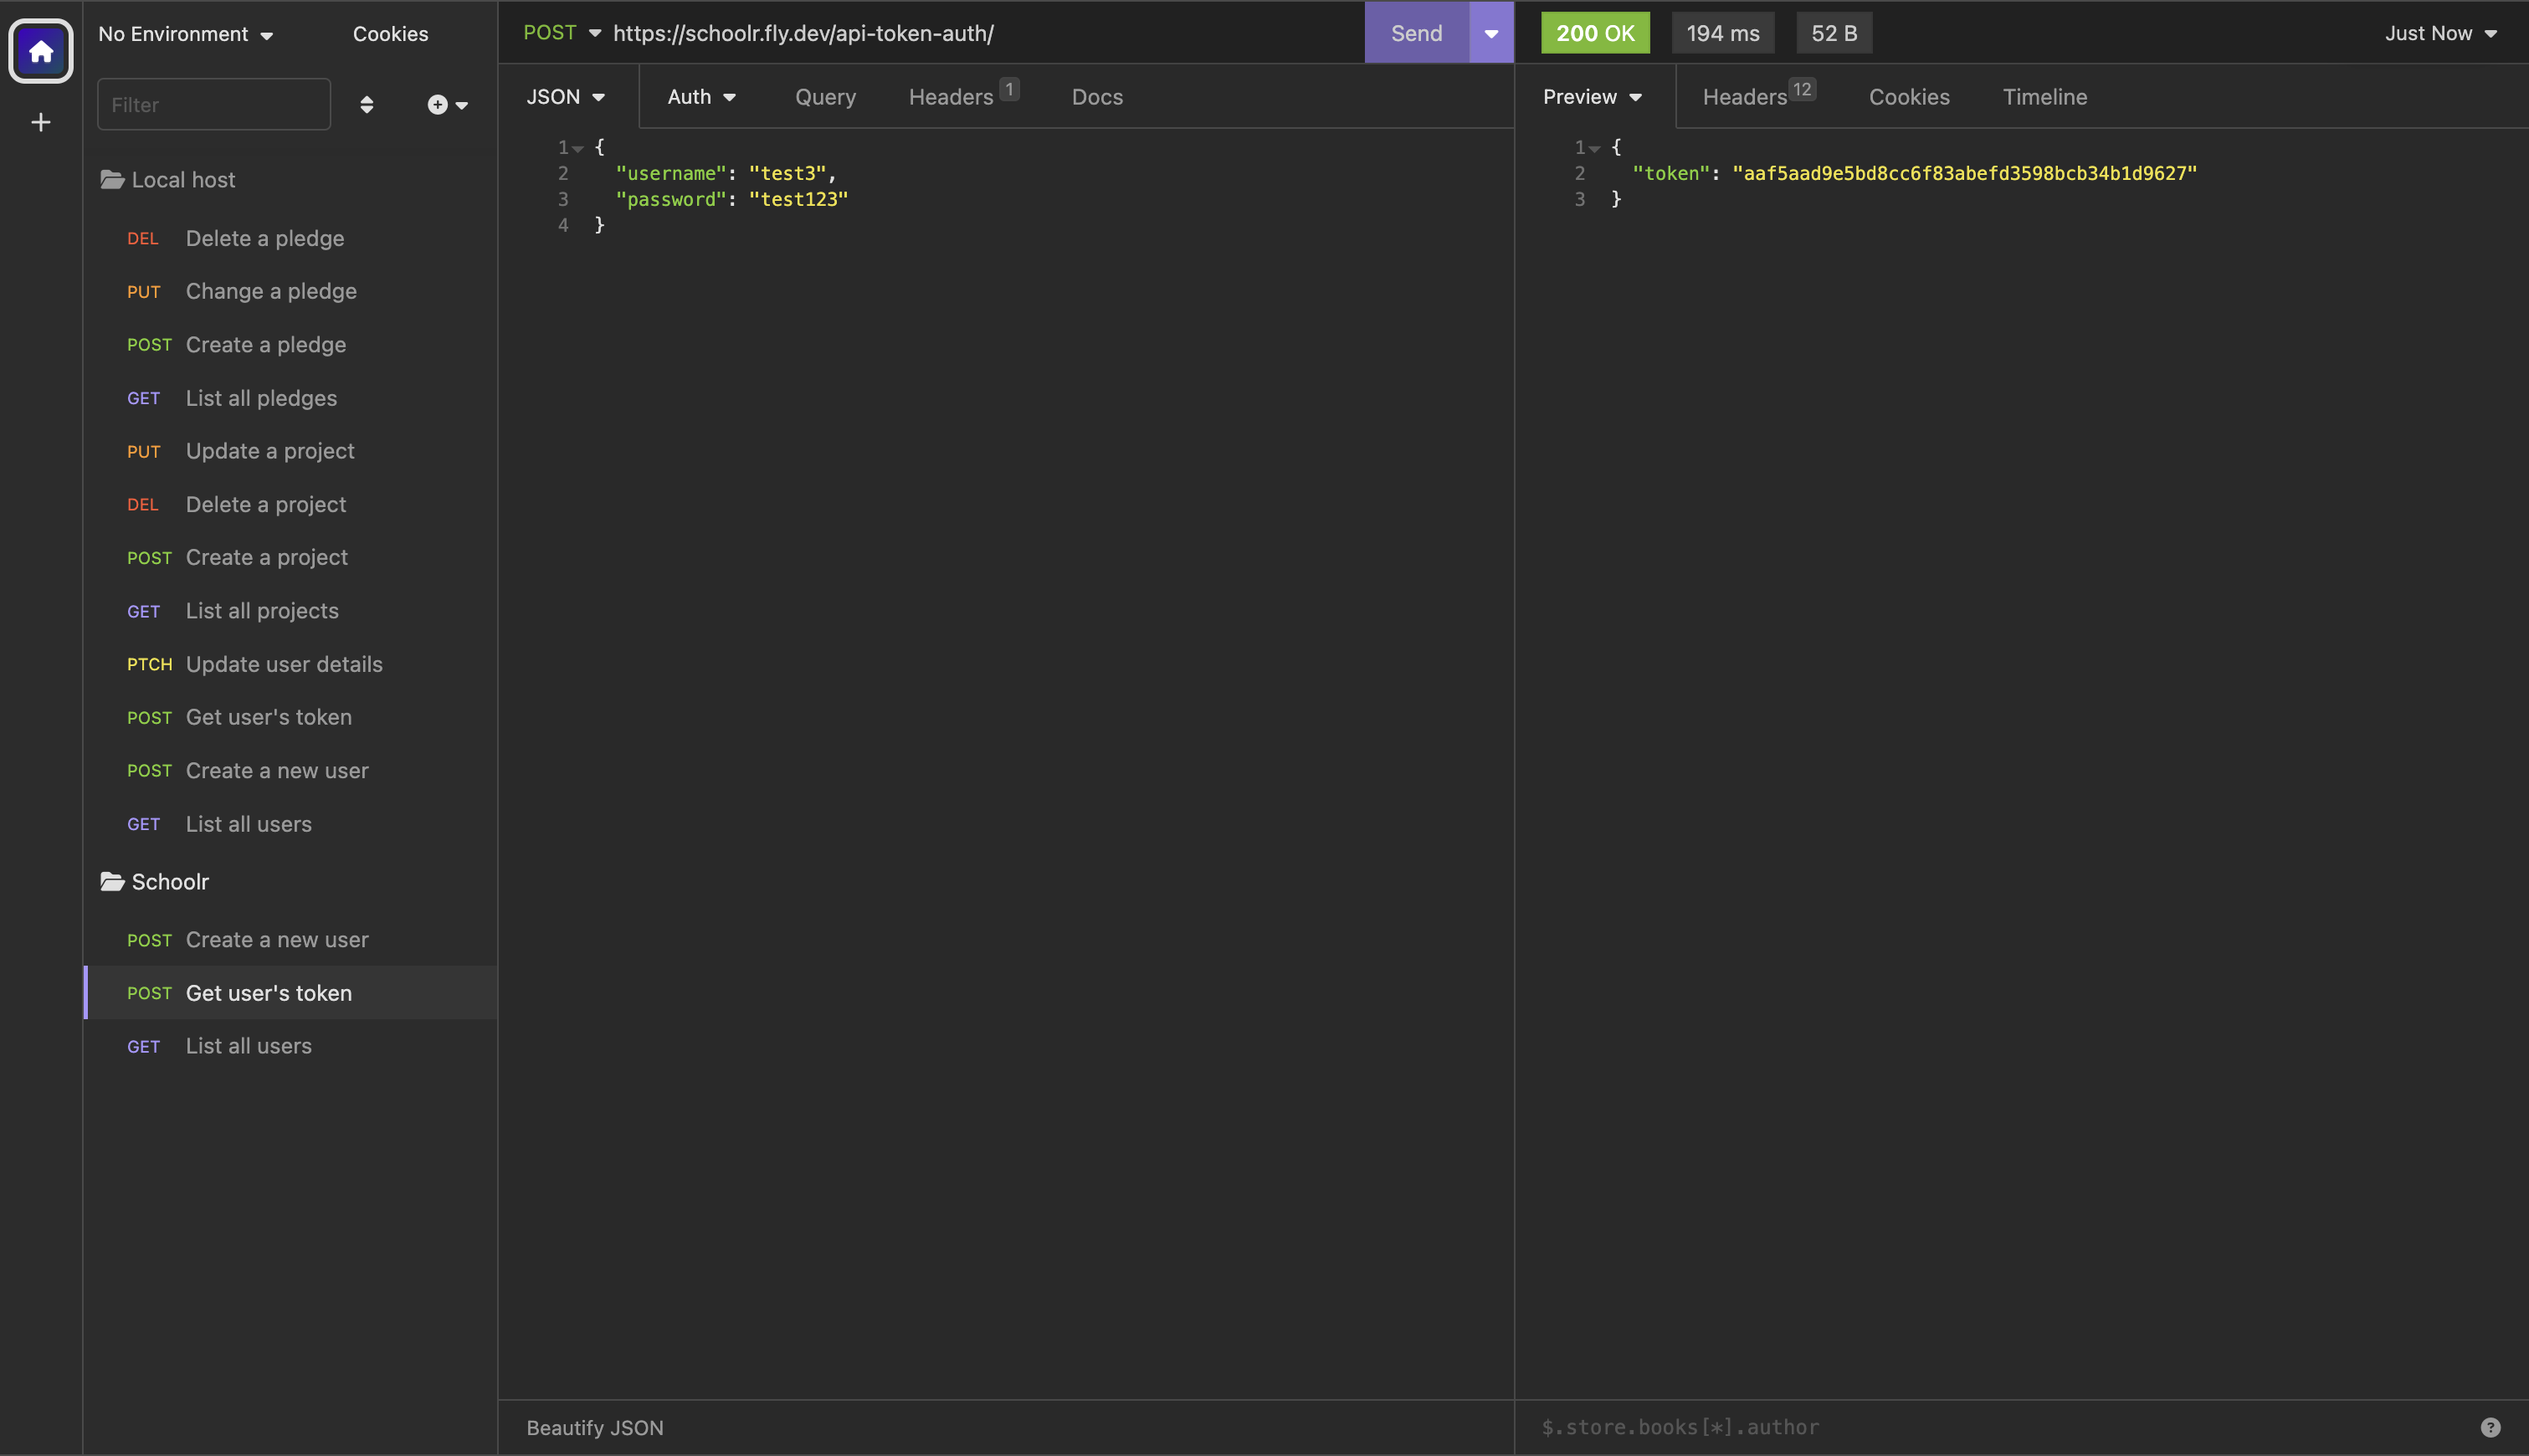 No Environment
Cookies
Filter
Local host
DEL Delete a pledge
PUT Change a pledge
POST Create a pledge
GET List all pledges
PUT Update a project
DEL Delete a project
POST Create a project
GET List all projects
PTCH Update user details
POST Get user's token
POST Create a new user
GET List all users
Schoolr
POST Create a new user
POST Get user's token
GET List all users
POST https://schoolr.fly.dev/api-token-auth/ Send
JSON Auth Query Headers 1 Docs
1 {
2 "username": "test3",
3 "password": "test123"
4 }
Beautify JSON
200 OK 194 ms 52 B Just Now
Preview Headers 12 Cookies Timeline
1 {
2 "token": "aaf5aad9e5bd8cc6f83abefd3598bcb34b1d9627"
3 }
$.store.books[*].author
?